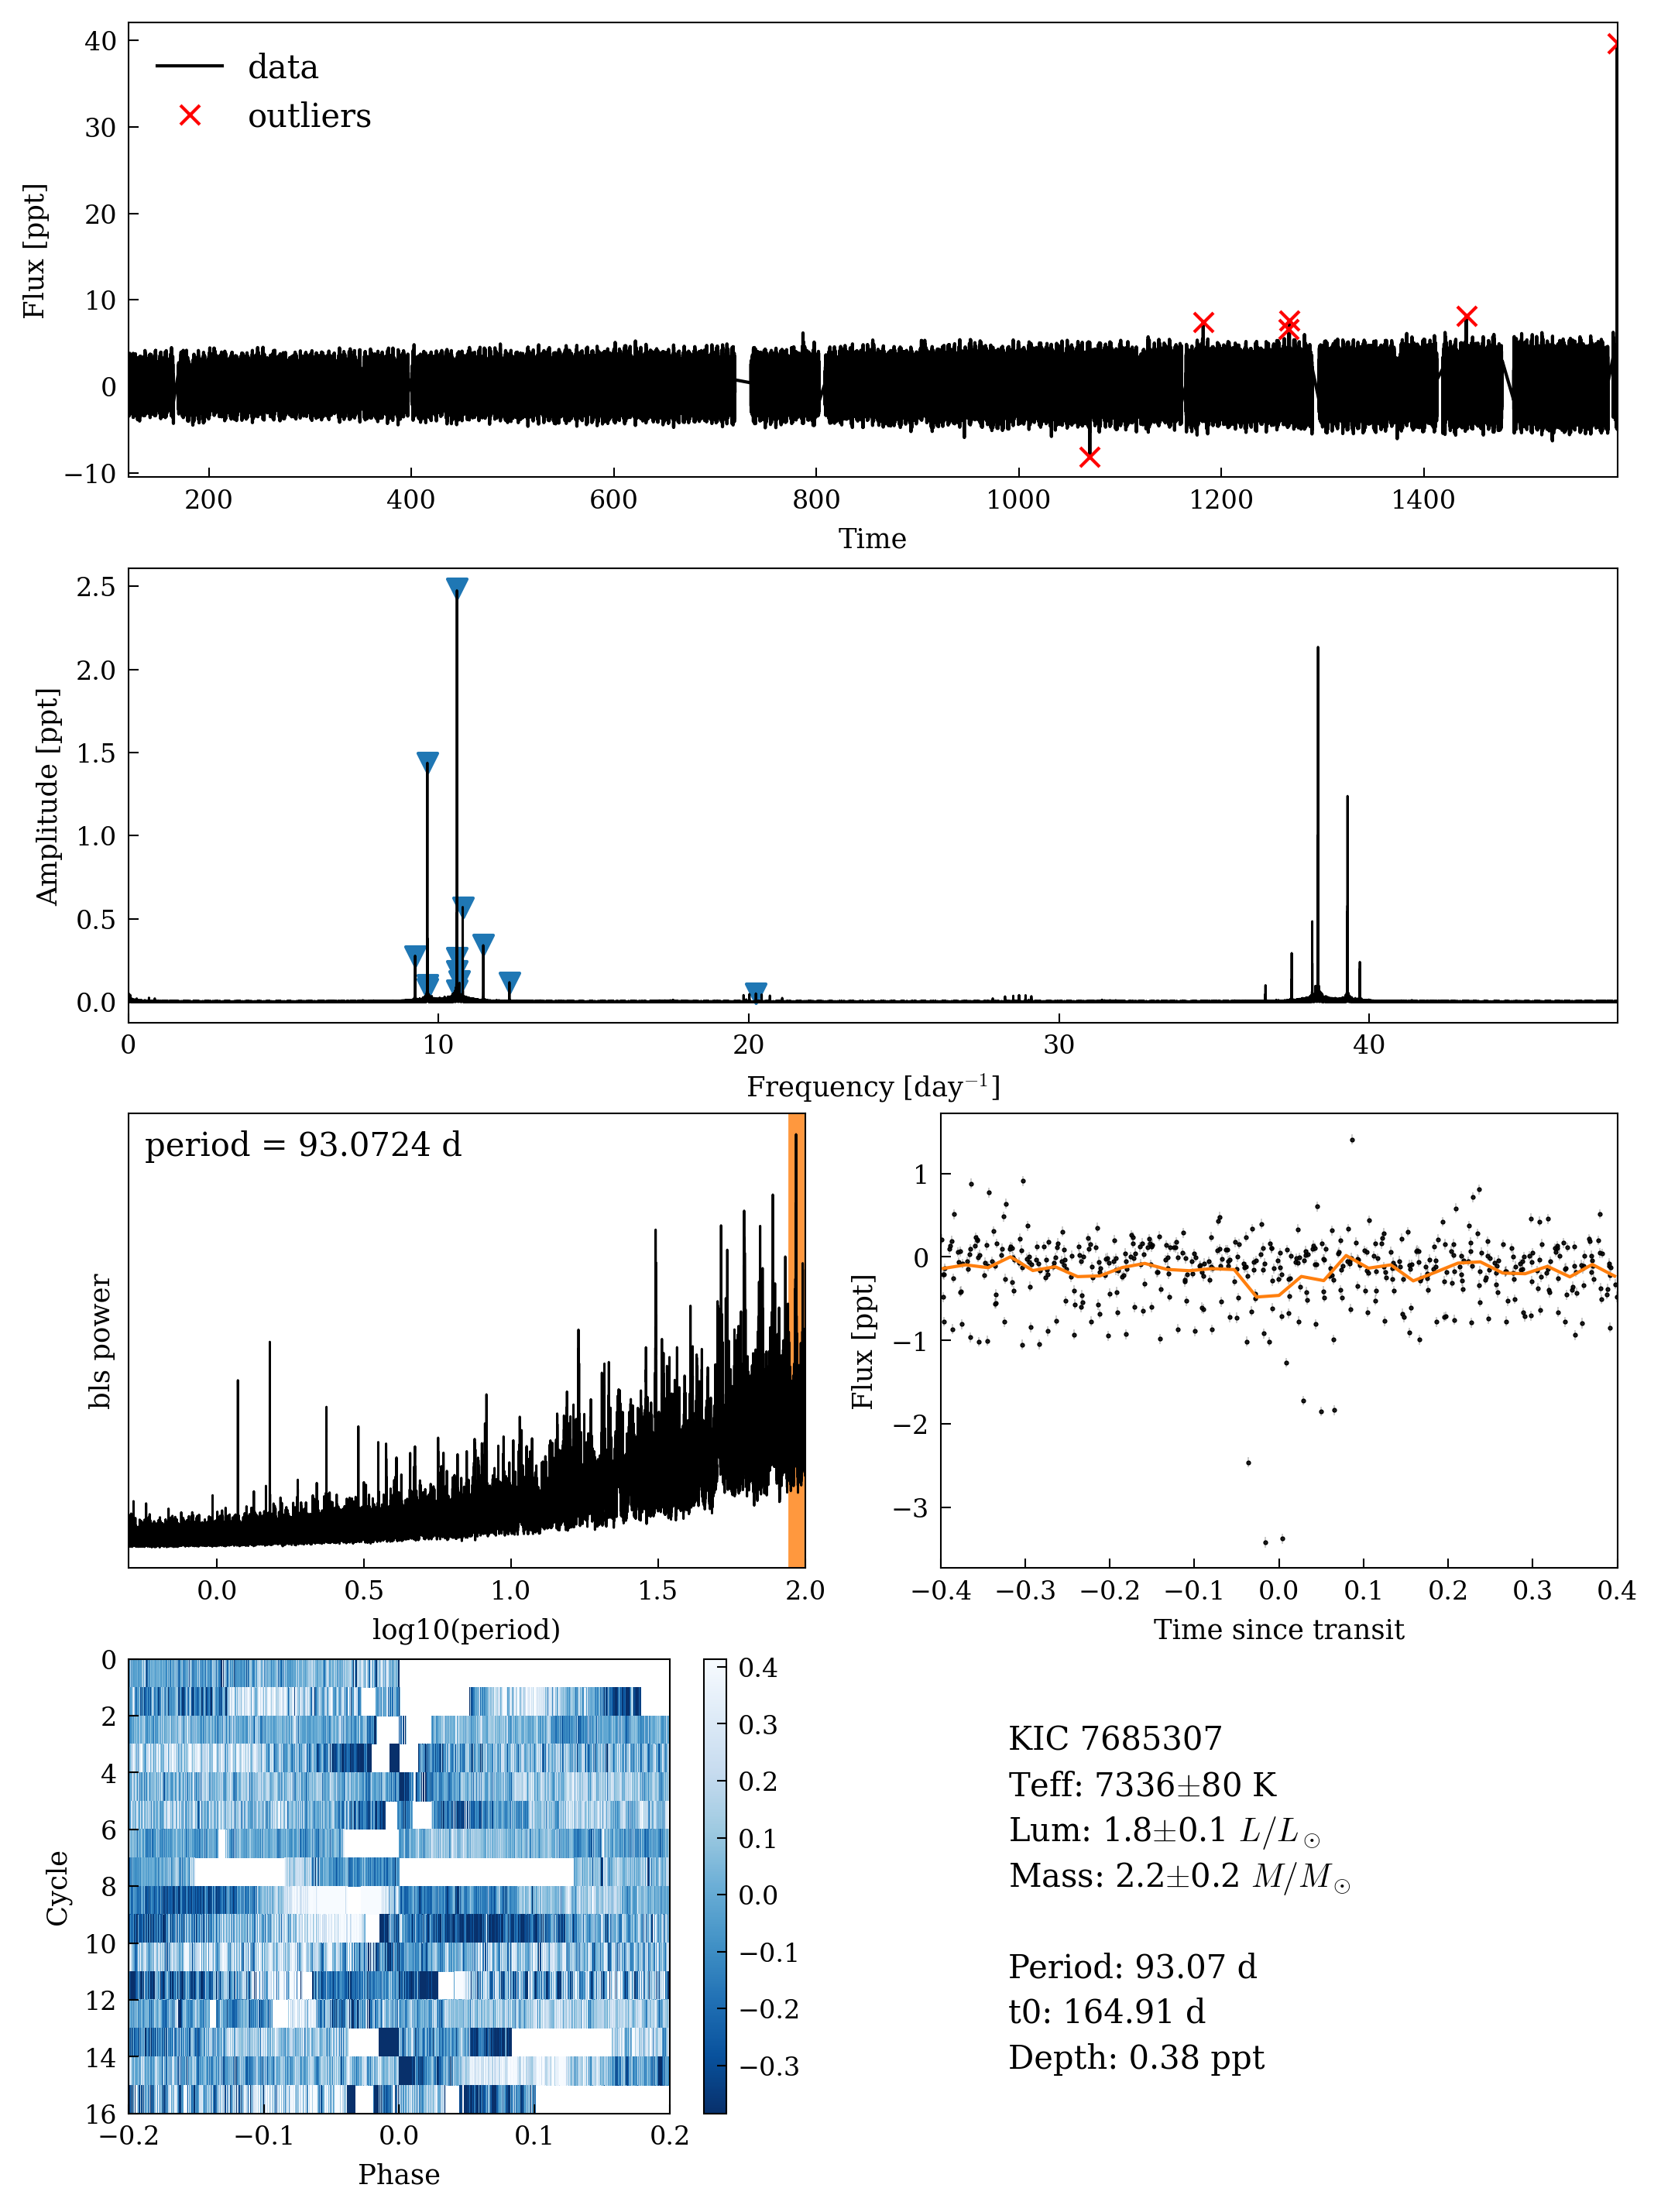 data
outliers
40
30
20
10
0
−10
Flux [ppt]
200 400 600 800 1000 1200 1400
Time
2.5
2.0
1.5
1.0
0.5
0.0
Amplitude [ppt]
0 10 20 30 40
Frequency [day⁻¹]
period = 93.0724 d
bls power
0.0 0.5 1.0 1.5 2.0
log10(period)
1
0
−1
−2
−3
Flux [ppt]
−0.4 −0.3 −0.2 −0.1 0.0 0.1 0.2 0.3 0.4
Time since transit
0
2
4
6
8
10
12
14
16
Cycle
−0.2 −0.1 0.0 0.1 0.2
Phase
0.4
0.3
0.2
0.1
0.0
−0.1
−0.2
−0.3
KIC 7685307
Teff: 7336±80 K
Lum: 1.8±0.1 L/L⊙
Mass: 2.2±0.2 M/M⊙
Period: 93.07 d
t0: 164.91 d
Depth: 0.38 ppt